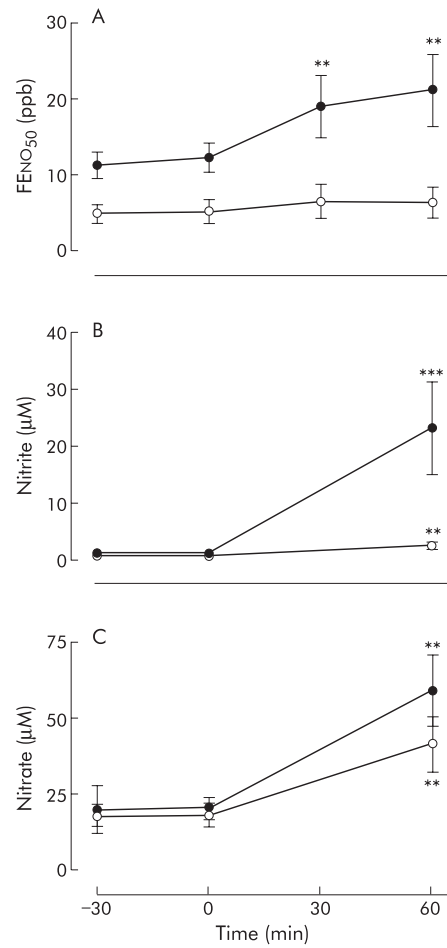 A
30
20
10
0
FENO50 (ppb)
**
**
B
40
30
20
10
0
Nitrite (μM)
***
**
C
75
50
25
0
Nitrate (μM)
**
**
−30 0 30 60
Time (min)